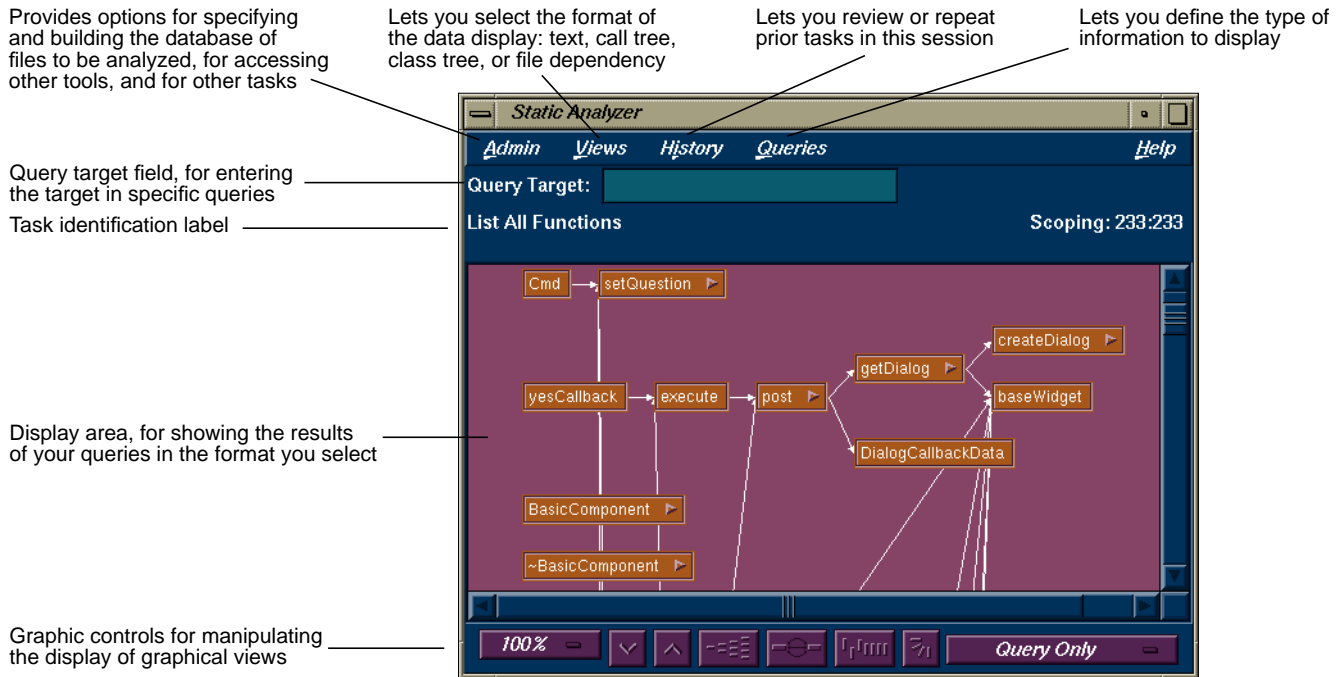 Provides options for specifying
and building the database of
files to be analyzed, for accessing
other tools, and for other tasks
Lets you select the format of
the data display: text, call tree,
class tree, or file dependency
Lets you review or repeat
prior tasks in this session
Lets you define the type of
information to display
Static Analyzer
Admin Views History Queries Help
Query target field, for entering
the target in specific queries
Query Target:
Task identification label
List All Functions Scoping: 233:233
Cmd setQuestion
createDialog
getDialog
yesCallback execute post baseWidget
Display area, for showing the results
of your queries in the format you select
DialogCallbackData
BasicComponent
~BasicComponent
Graphic controls for manipulating
the display of graphical views
100% Query Only